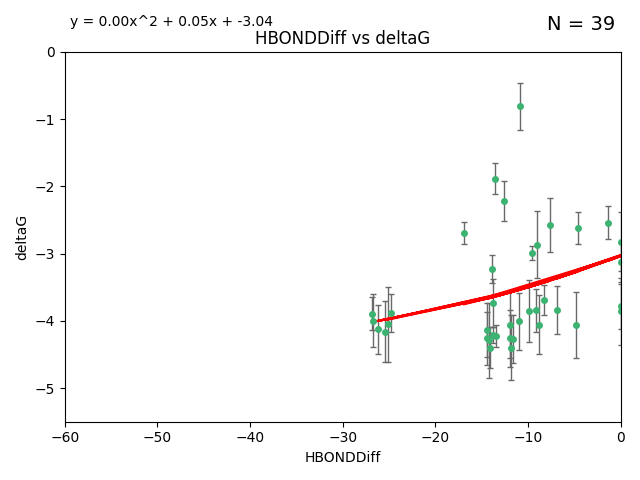 y = 0.00x^2 + 0.05x + -3.04
N = 39
HBONDDiff vs deltaG
0
−1
−2
−3
−4
−5
deltaG
−60 −50 −40 −30 −20 −10 0
HBONDDiff